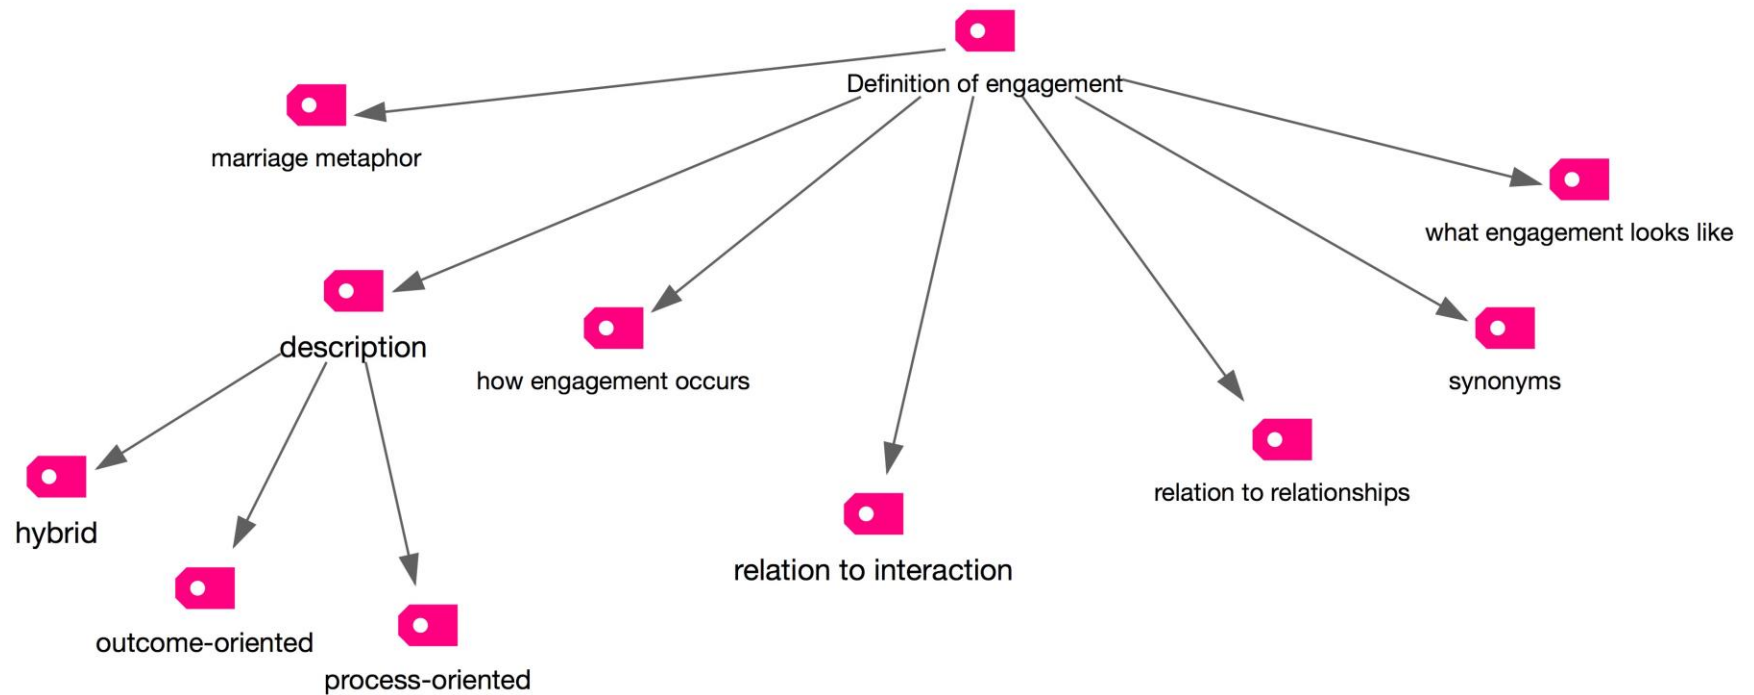 Definition of engagement
marriage metaphor
what engagement looks like
description
how engagement occurs
synonyms
relation to relationships
hybrid
relation to interaction
outcome-oriented
process-oriented